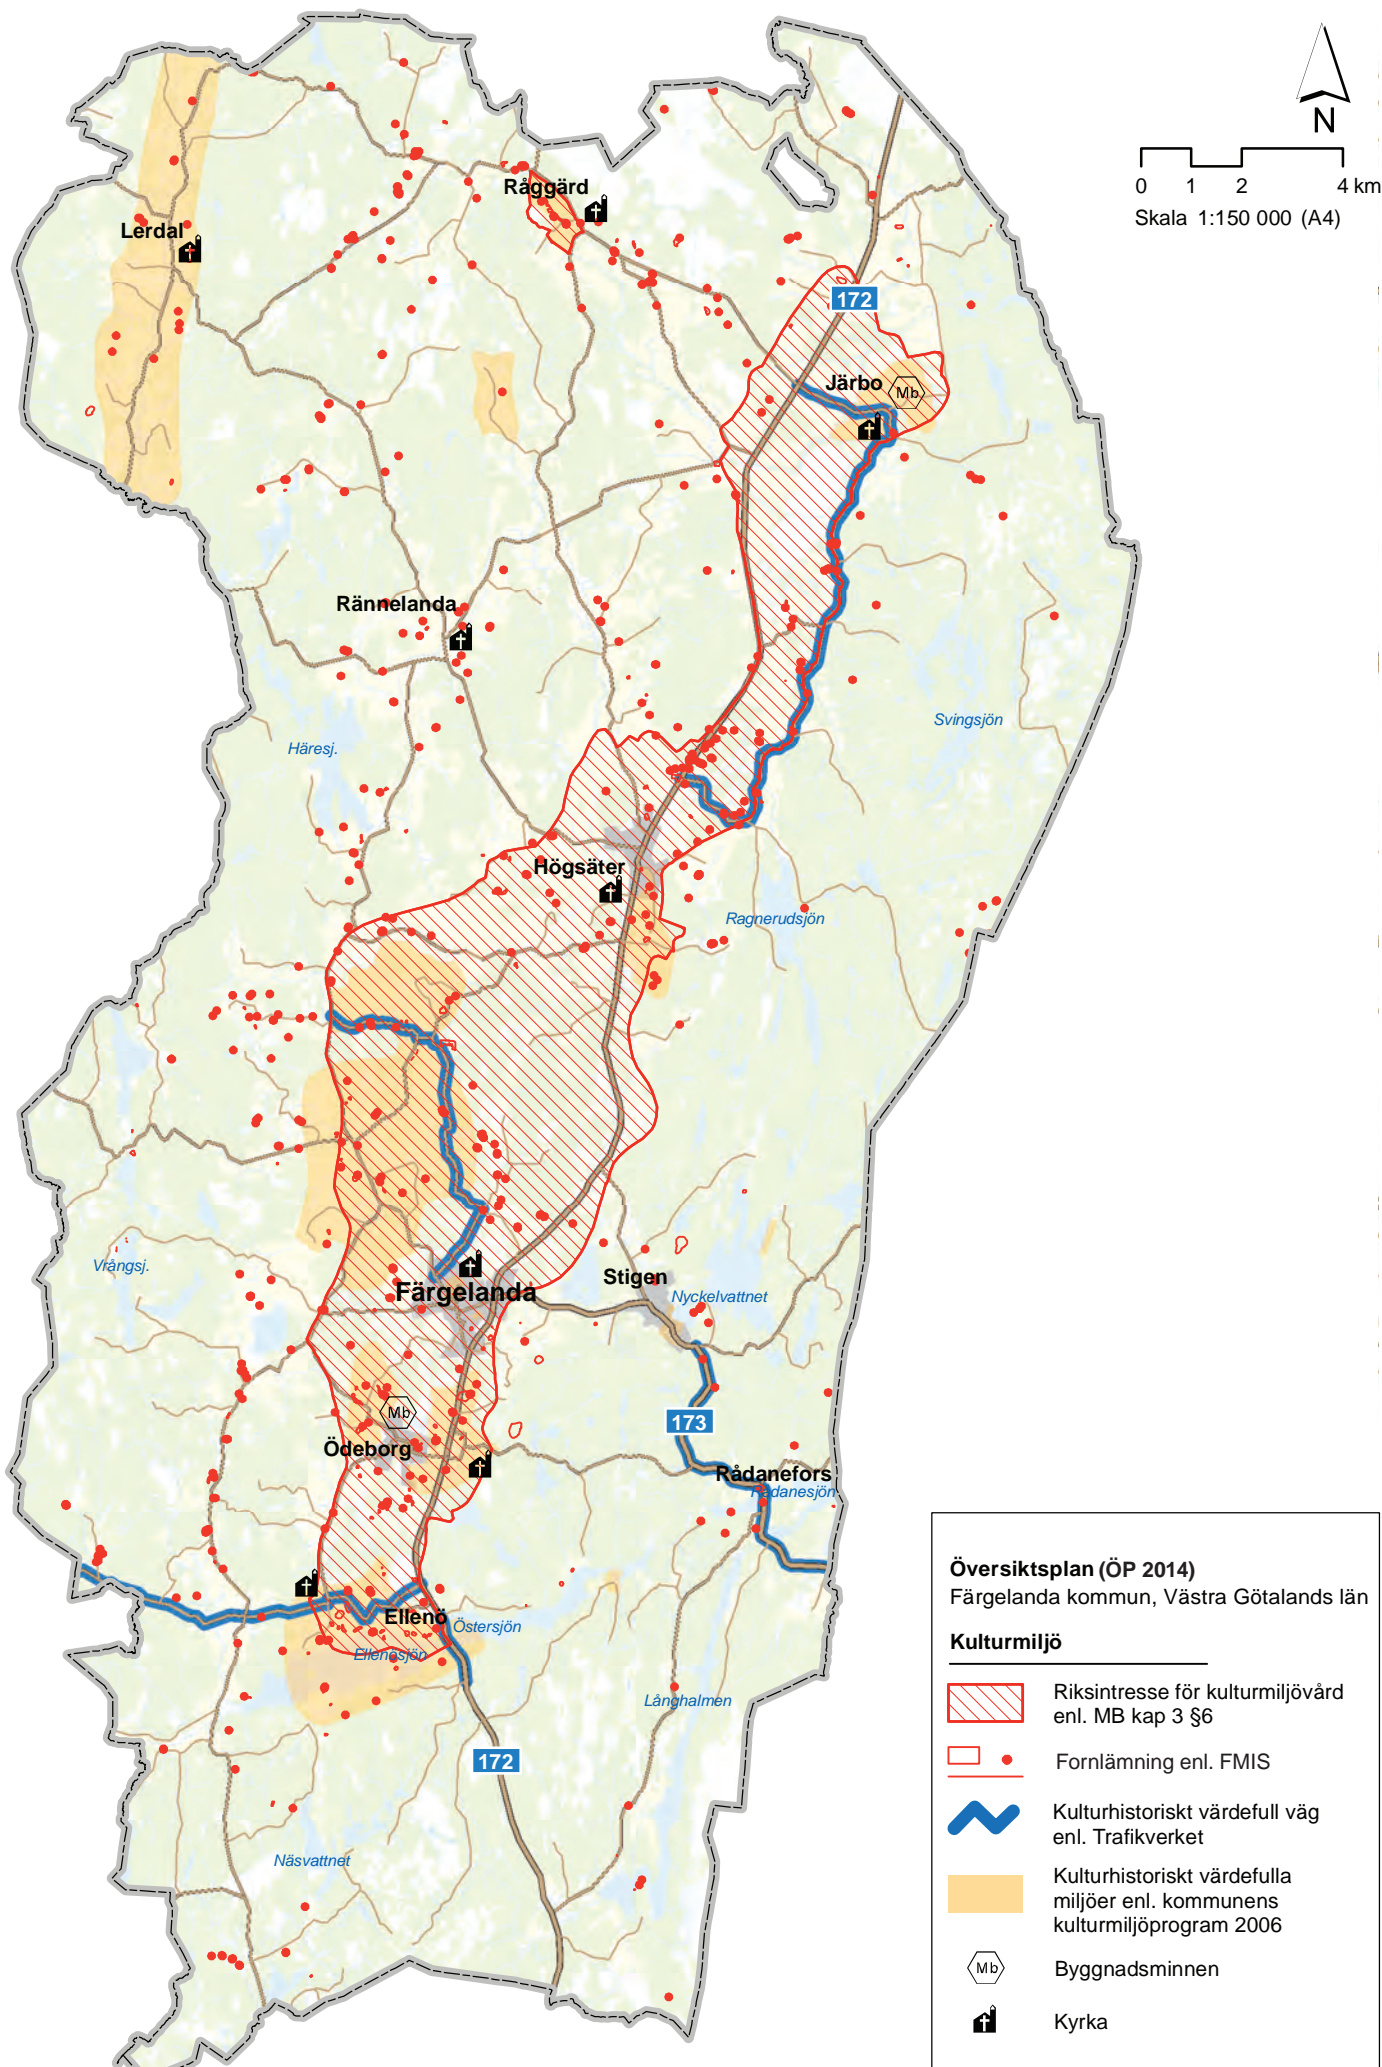 N
0 1 2 4 km
Skala 1:150 000 (A4)
Råggärd
Lerdal
172
Järbo
Mb
Rännelanda
Svingsjön
Häresj.
Högsäter
Ragnerudsjön
Vrångsj.
Stigen
Färgelanda
Nyckelvattnet
Mb
173
Ödeborg
Rådanefors
Rådanesjön
Ellenö
Östersjön
Ellenösjön
Långhalmen
172
Näsvattnet
Översiktsplan (ÖP 2014)
Färgelanda kommun, Västra Götalands län
Kulturmiljö
Riksintresse för kulturmiljövård
enl. MB kap 3 §6
Fornlämning enl. FMIS
Kulturhistoriskt värdefull väg
enl. Trafikverket
Kulturhistoriskt värdefulla
miljöer enl. kommunens
kulturmiljöprogram 2006
Mb Byggnadsminnen
Kyrka